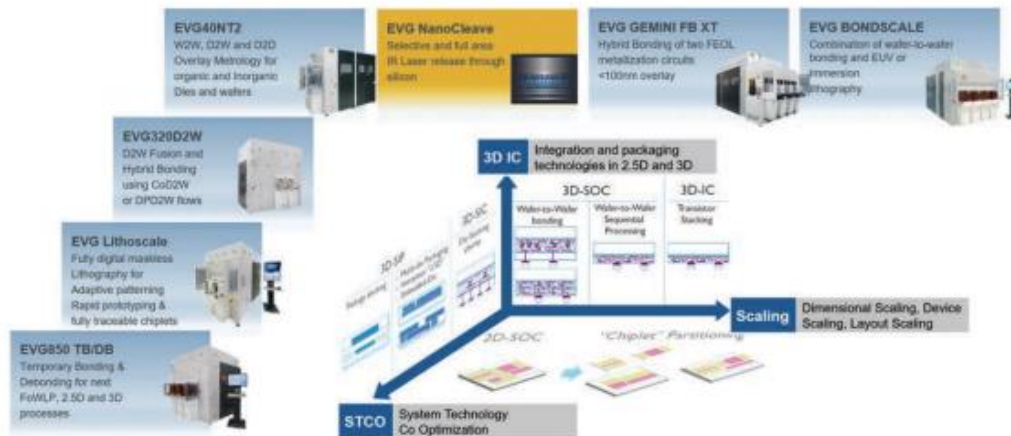 EVG40NT2
W2W, D2W and D2D
Overlay Metrology for
organic and Inorganic
Dies and wafers
EVG NanoCleave
Selective and full area
IR Laser release through
silicon
EVG GEMINI FB XT
Hybrid Bonding of two FEOL
metallization circuits
<100nm overlay
EVG BONDSCALE
Combination of wafer-to-wafer
bonding and EUV or
immersion
lithography
EVG320D2W
D2W Fusion and
Hybrid Bonding
using CoD2W
or DPD2W flows
EVG Lithoscale
Fully digital maskless
Lithography for
Adaptive patterning
Rapid prototyping &
fully traceable chiplets
EVG850 TB/DB
Temporary Bonding &
Debonding for next
FoWLP, 2.5D and 3D
processes
3D IC
Integration and packaging
technologies in 2.5D and 3D
3D-SOC
3D-IC
Wafer-to-Wafer
bonding
Wafer-to-Wafer
Sequential
Processing
Transistor
Stacking
3D-SIC
3D-SIP
Scaling
Dimensional Scaling, Device
Scaling, Layout Scaling
2D-SOC
"Chiplet" Partitioning
STCO
System Technology
Co Optimization